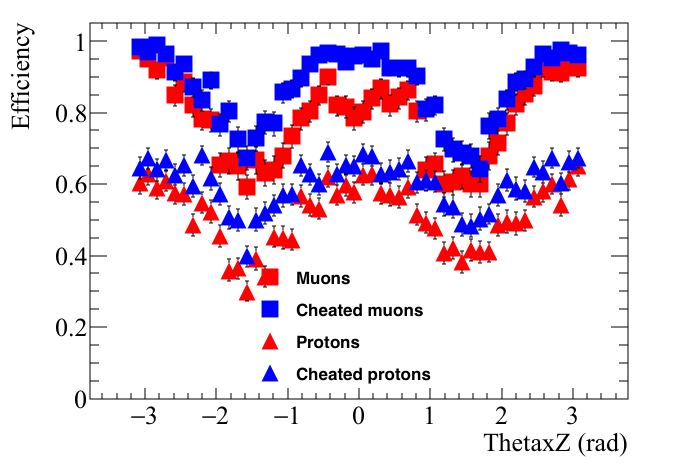 Efficiency
1
0.8
0.6
0.4
0.2
0
Muons
Cheated muons
Protons
Cheated protons
−3 −2 −1 0 1 2 3
ThetaxZ (rad)